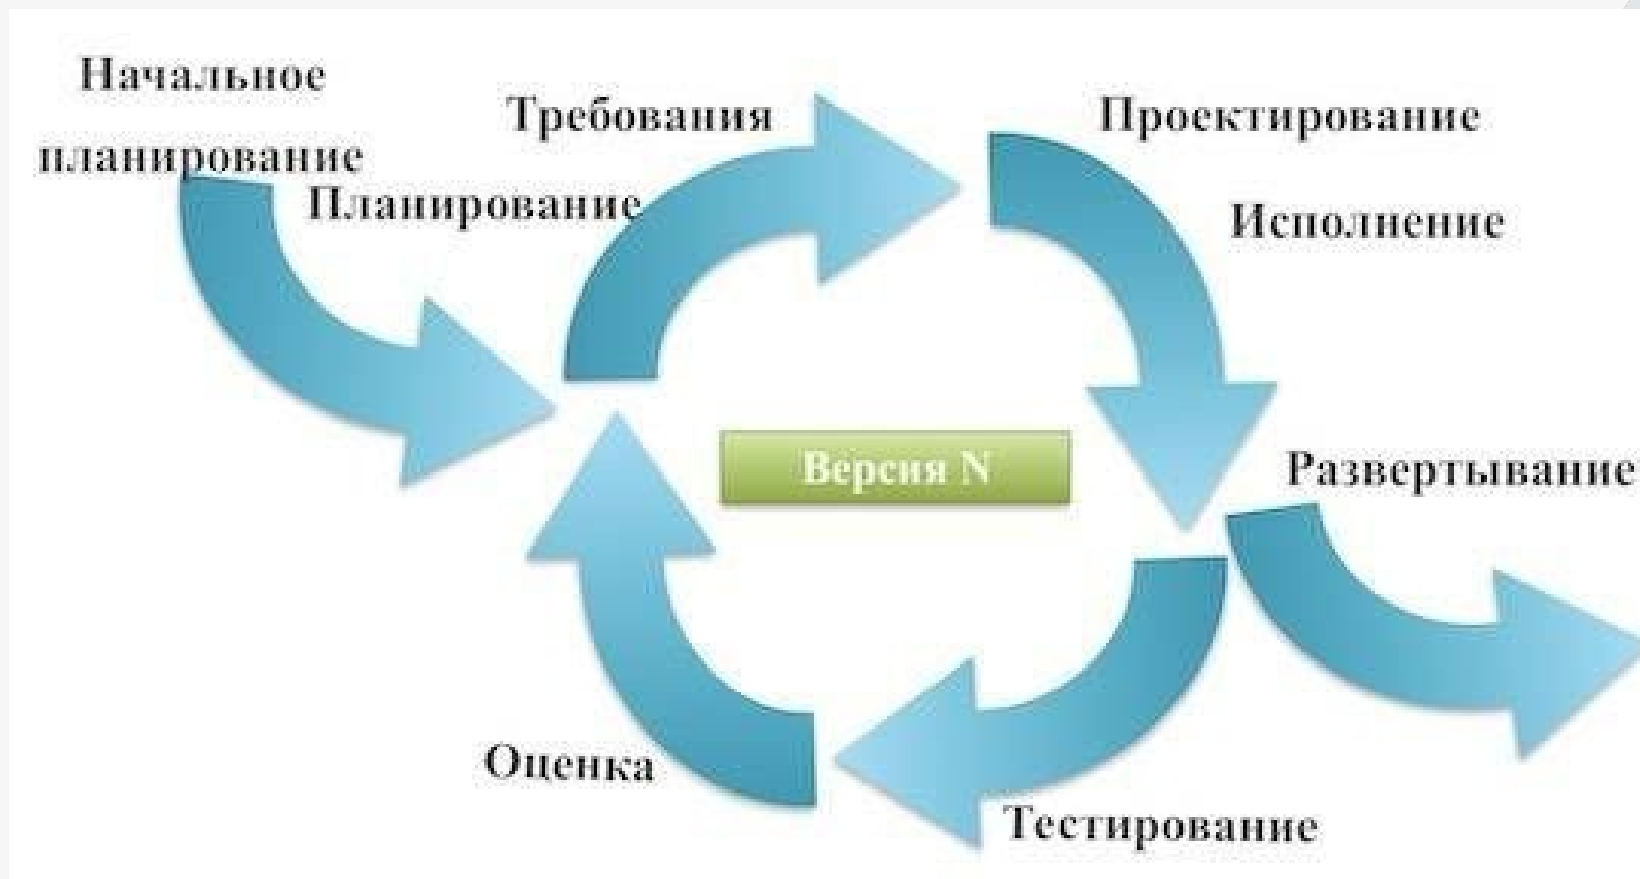 Начальное
планирование
Планирование
Требования
Проектирование
Исполнение
Версия N
Развертывание
Тестирование
Оценка